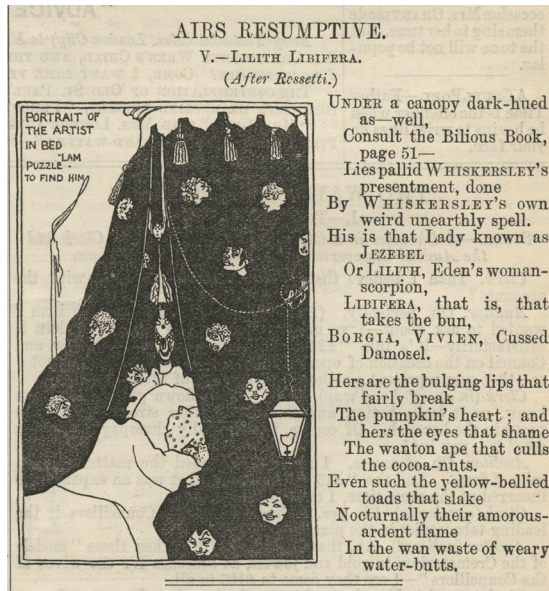 AIRS RESUMPTIVE.
V.—LILITH LIBIFERA.
(After Rossetti.)
PORTRAIT OF
THE ARTIST
IN BED
'LAM
PUZZLE -
TO FIND HIM
UNDER a canopy dark-hued
as—well,
Consult the Bilious Book,
page 51—
Lies pallid WHISKERSLEY'S
presentment, done
By WHISKERSLEY'S own
weird unearthly spell.
His is that Lady known as
JEZEBEL
Or LILITH, Eden's woman-
scorpion,
LIBIFERA, that is, that
takes the bun,
BORGIA, VIVIEN, Cussed
Damosel.
Hers are the bulging lips that
fairly break
The pumpkin's heart; and
hers the eyes that shame
The wanton ape that culls
the cocoa-nuts.
Even such the yellow-bellied
toads that slake
Nocturnally their amorous-
ardent flame
In the wan waste of weary
water-butts.